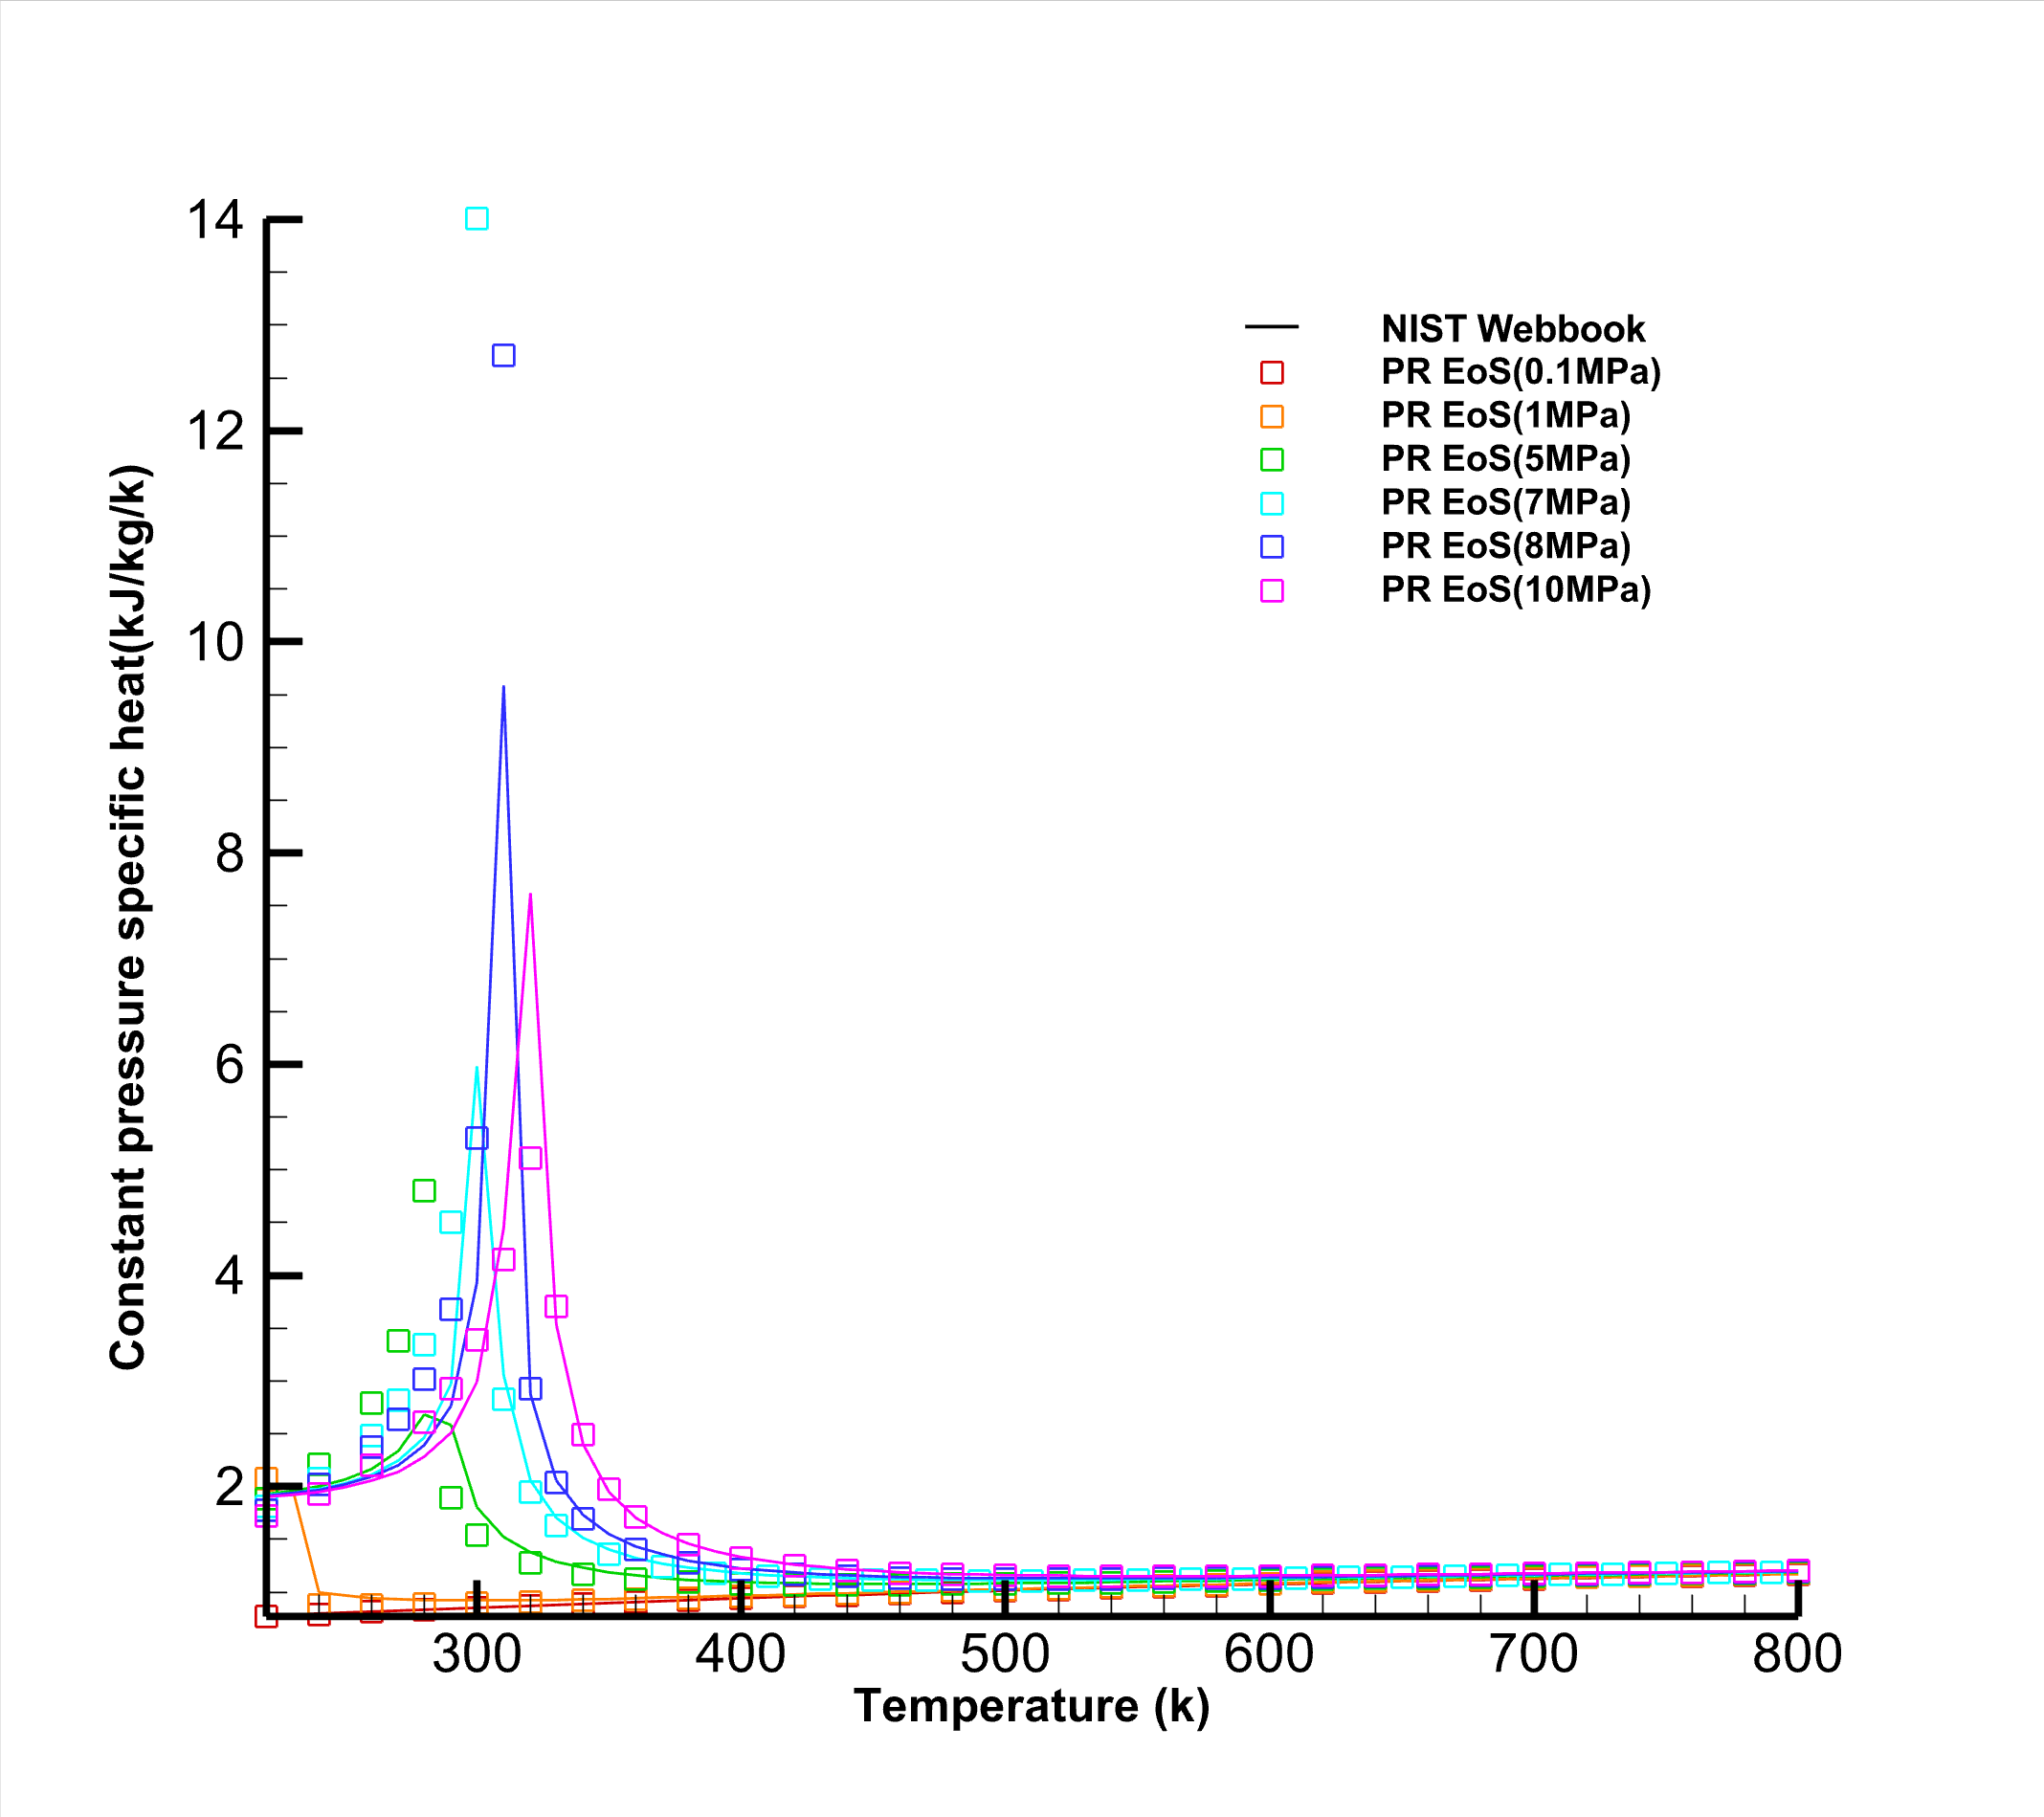 14
12
10
8
6
4
2
Constant pressure specific heat(kJ/kg/k)
NIST Webbook
PR EoS(0.1MPa)
PR EoS(1MPa)
PR EoS(5MPa)
PR EoS(7MPa)
PR EoS(8MPa)
PR EoS(10MPa)
300 400 500 600 700 800
Temperature (k)